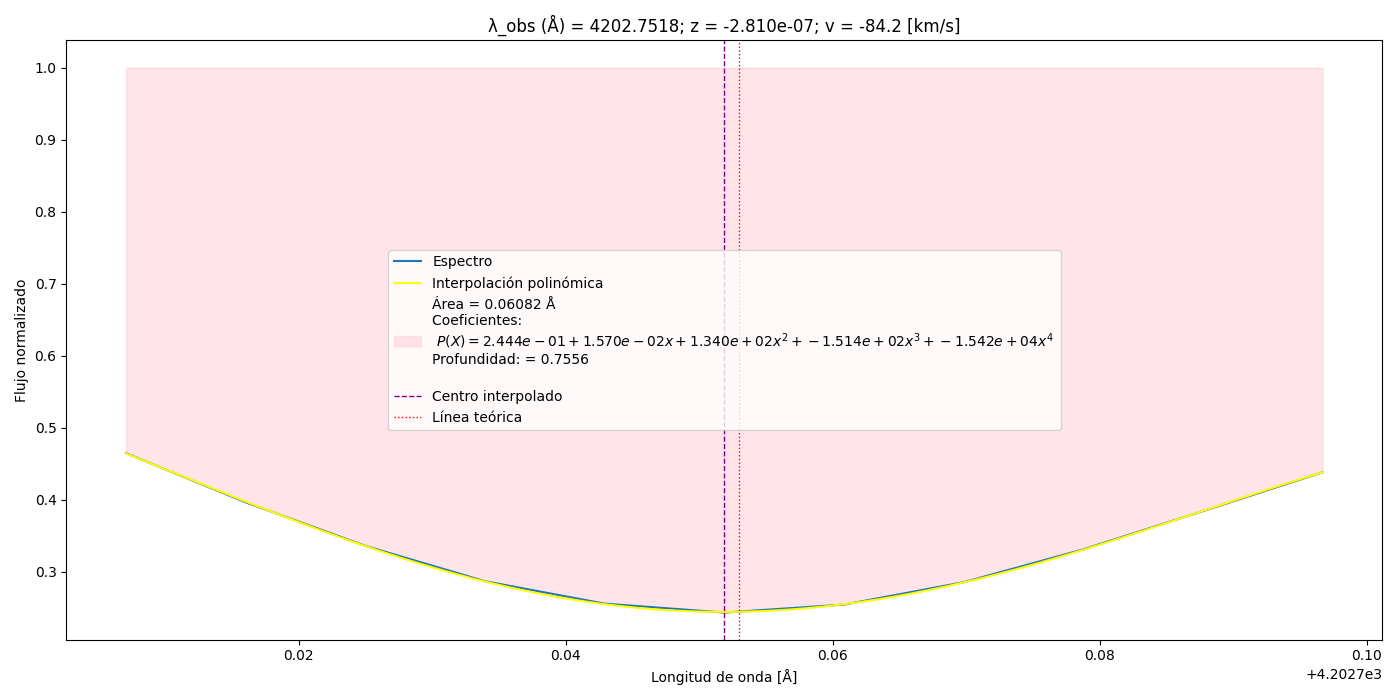 λ_obs (Å) = 4202.7518; z = -2.810e-07; v = -84.2 [km/s]
Flujo normalizado
1.0
0.9
0.8
0.7
0.6
0.5
0.4
0.3
Espectro
Interpolación polinómica
Área = 0.06082 Å
Coeficientes:
P(X) = 2.444e − 01 + 1.570e − 02x + 1.340e + 02x² + −1.514e + 02x³ + −1.542e + 04x⁴
Profundidad: = 0.7556
Centro interpolado
Línea teórica
0.02 0.04 0.06 0.08 0.10
+4.2027e3
Longitud de onda [Å]